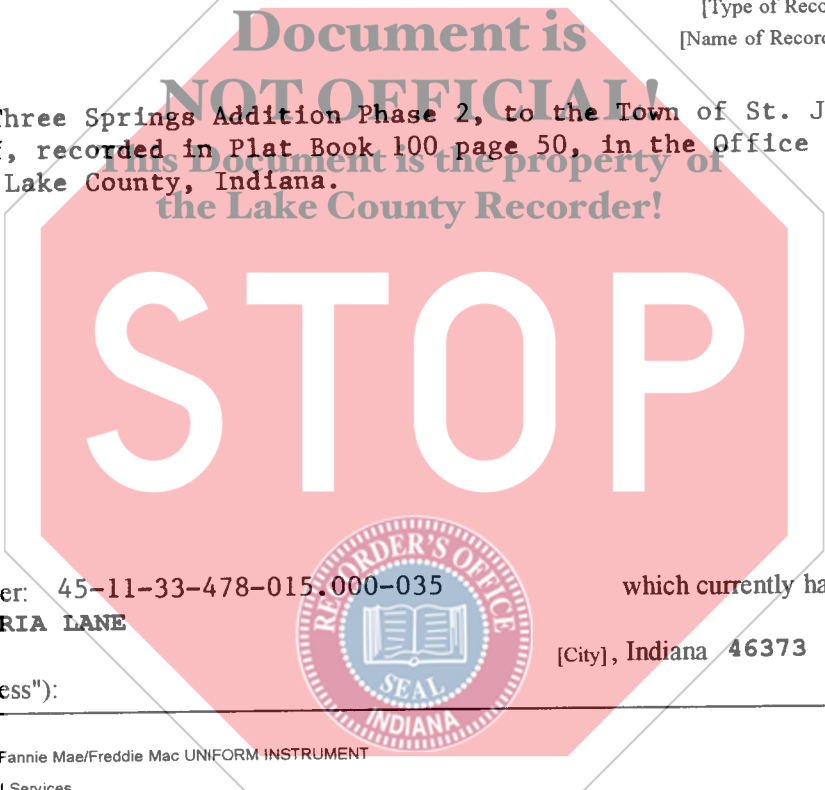 [Type of Reco
[Name of Record
Document is
NOT OFFICIAL!
This Document is the property of
the Lake County Recorder!
Three Springs Addition Phase 2, to the Town of St. J
f, recorded in Plat Book 100 page 50, in the Office
Lake County, Indiana.
STOP
RECORDER'S OFFICE
SEAL
INDIANA
er: 45-11-33-478-015.000-035 which currently ha
RIA LANE
[City], Indiana 46373
ess"):
Fannie Mae/Freddie Mac UNIFORM INSTRUMENT
l Services